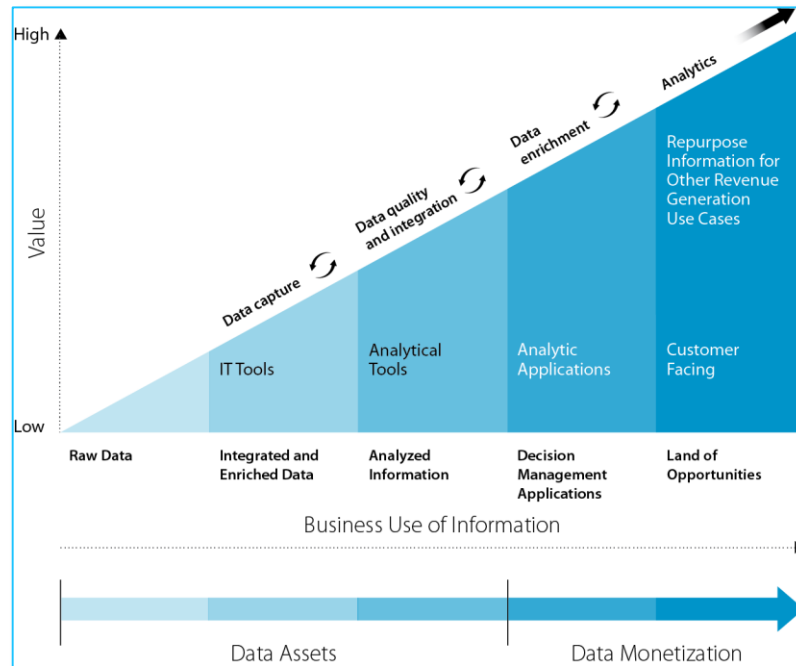 High
Value
Low
Data capture
Data quality
and integration
Data
enrichment
Analytics
IT Tools
Analytical
Tools
Analytic
Applications
Repurpose
Information for
Other Revenue
Generation
Use Cases
Customer
Facing
Raw Data
Integrated and
Enriched Data
Analyzed
Information
Decision
Management
Applications
Land of
Opportunities
Business Use of Information
Data Assets
Data Monetization